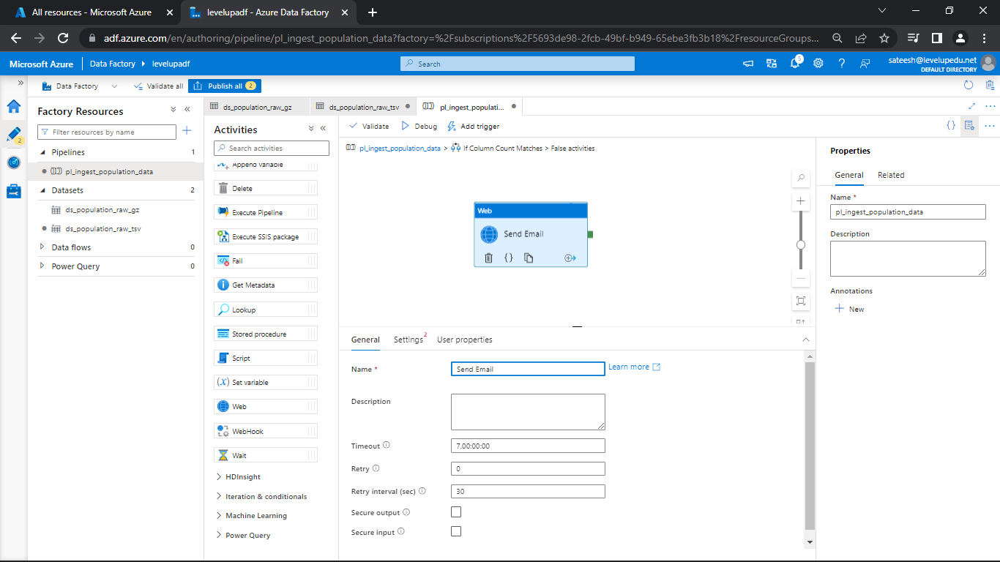 All resources - Microsoft Azure
levelupadf - Azure Data Factory
adf.azure.com/en/authoring/pipeline/pl_ingest_population_data?factory=%2Fsubscriptions%2F5693de98-2fcb-49bf-b949-65ebe3fb3b18%2FresourceGroups...
Microsoft Azure
Data Factory
levelupadf
Search
5
sateesh@levelupedu.net
DEFAULT DIRECTORY
Data Factory
Validate all
Publish all 2
2
Factory Resources
Filter resources by name
Pipelines 1
pl_ingest_population_data
Datasets 2
ds_population_raw_gz
ds_population_raw_tsv
Data flows 0
Power Query 0
ds_population_raw_gz
ds_population_raw_tsv
pl_ingest_populati...
Activities
Search activities
Append variable
Delete
Execute Pipeline
Execute SSIS package
Fail
Get Metadata
Lookup
Stored procedure
Script
Set variable
Web
WebHook
Wait
HDInsight
Iteration & conditionals
Machine Learning
Power Query
Validate
Debug
Add trigger
pl_ingest_population_data > If Column Count Matches > False activities
Web
Send Email
General
Settings 2
User properties
Name *
Send Email
Learn more
Description
Timeout
7.00:00:00
Retry
0
Retry interval (sec)
30
Secure output
Secure input
Properties
General
Related
Name *
pl_ingest_population_data
Description
Annotations
New